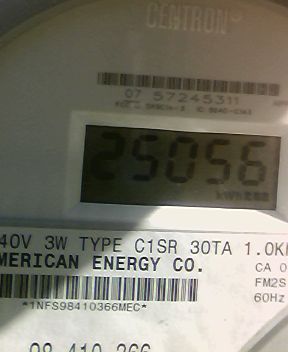 CENTRON
07 57245311
25056
40V 3W TYPE C1SR 30TA 1.0K
MERICAN ENERGY CO.
CA 0
FM2S
60Hz
*1NFS98410366MEC*
98 410 366